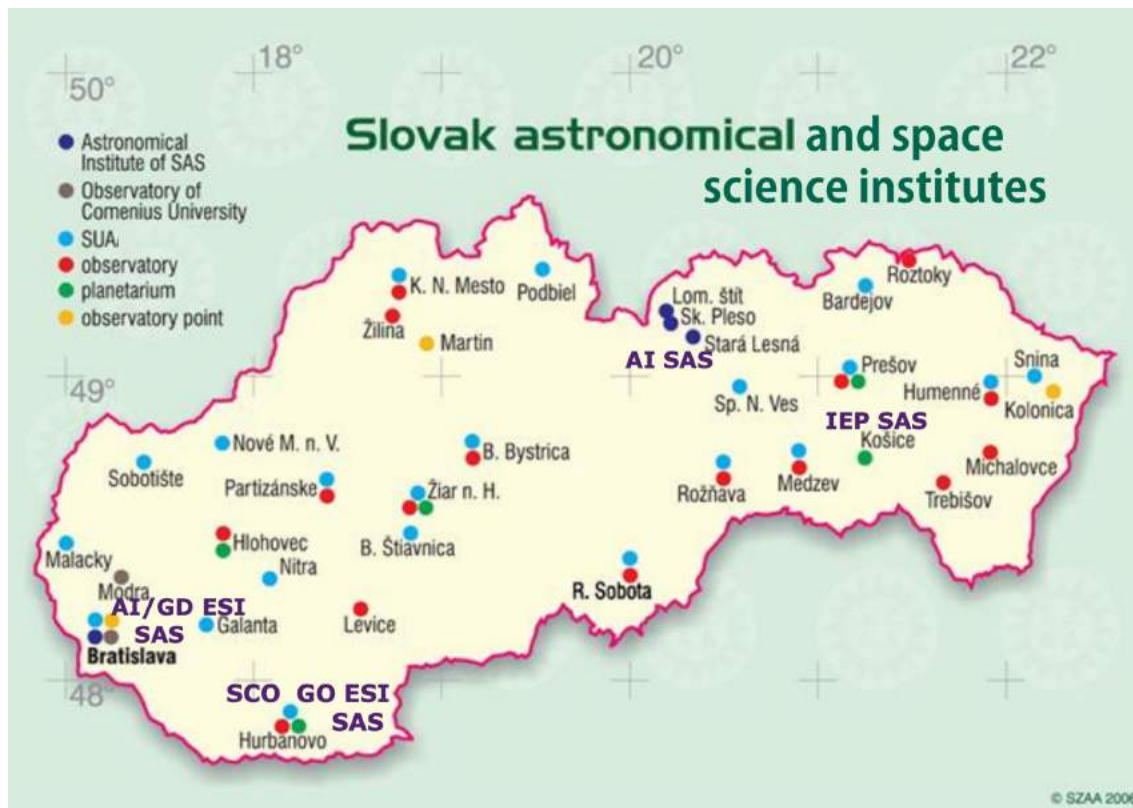 18°
20°
22°
50°
Slovak astronomical and space
science institutes
Astronomical
Institute of SAS
Observatory of
Comenius University
SUA
observatory
planetarium
observatory point
K. N. Mesto
Podbiel
Žilina
Martin
Lom. štít
Sk. Pleso
Stará Lesná
AI SAS
Roztoky
Bardejov
Prešov
Snina
Humenné
Kolonica
Sp. N. Ves
IEP SAS
Košice
Michalovce
Trebišov
Medzev
Rožňava
49°
Nové M. n. V.
Sobotište
Partizánske
B. Bystrica
Žiar n. H.
B. Štiavnica
Hlohovec
Nitra
Malacky
Modra
AI/GD ESI
SAS
Bratislava
Galanta
Levice
R. Sobota
48°
SCO GO ESI
SAS
Hurbanovo
© SZAA 2006